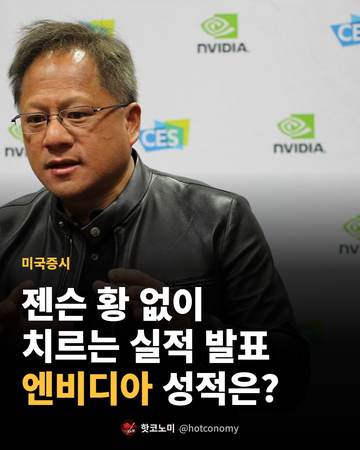 NVIDIA
CES
CES
NVIDIA
NV
미국증시
젠슨 황 없이
치르는 실적 발표
엔비디아 성적은?
핫코노미 @hotconomy